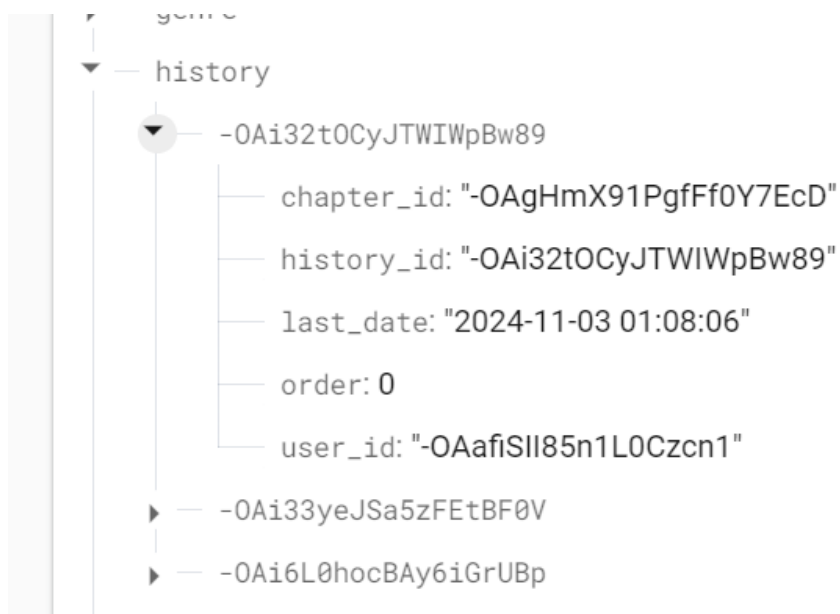 genre
history
-OAi32tOCyJTWIWpBw89
chapter_id: "-OAgHmX91PgfFf0Y7EcD"
history_id: "-OAi32tOCyJTWIWpBw89"
last_date: "2024-11-03 01:08:06"
order: 0
user_id: "-OAafiSII85n1L0Czcn1"
-OAi33yeJSa5zFEtBF0V
-OAi6L0hocBAy6iGrUBp